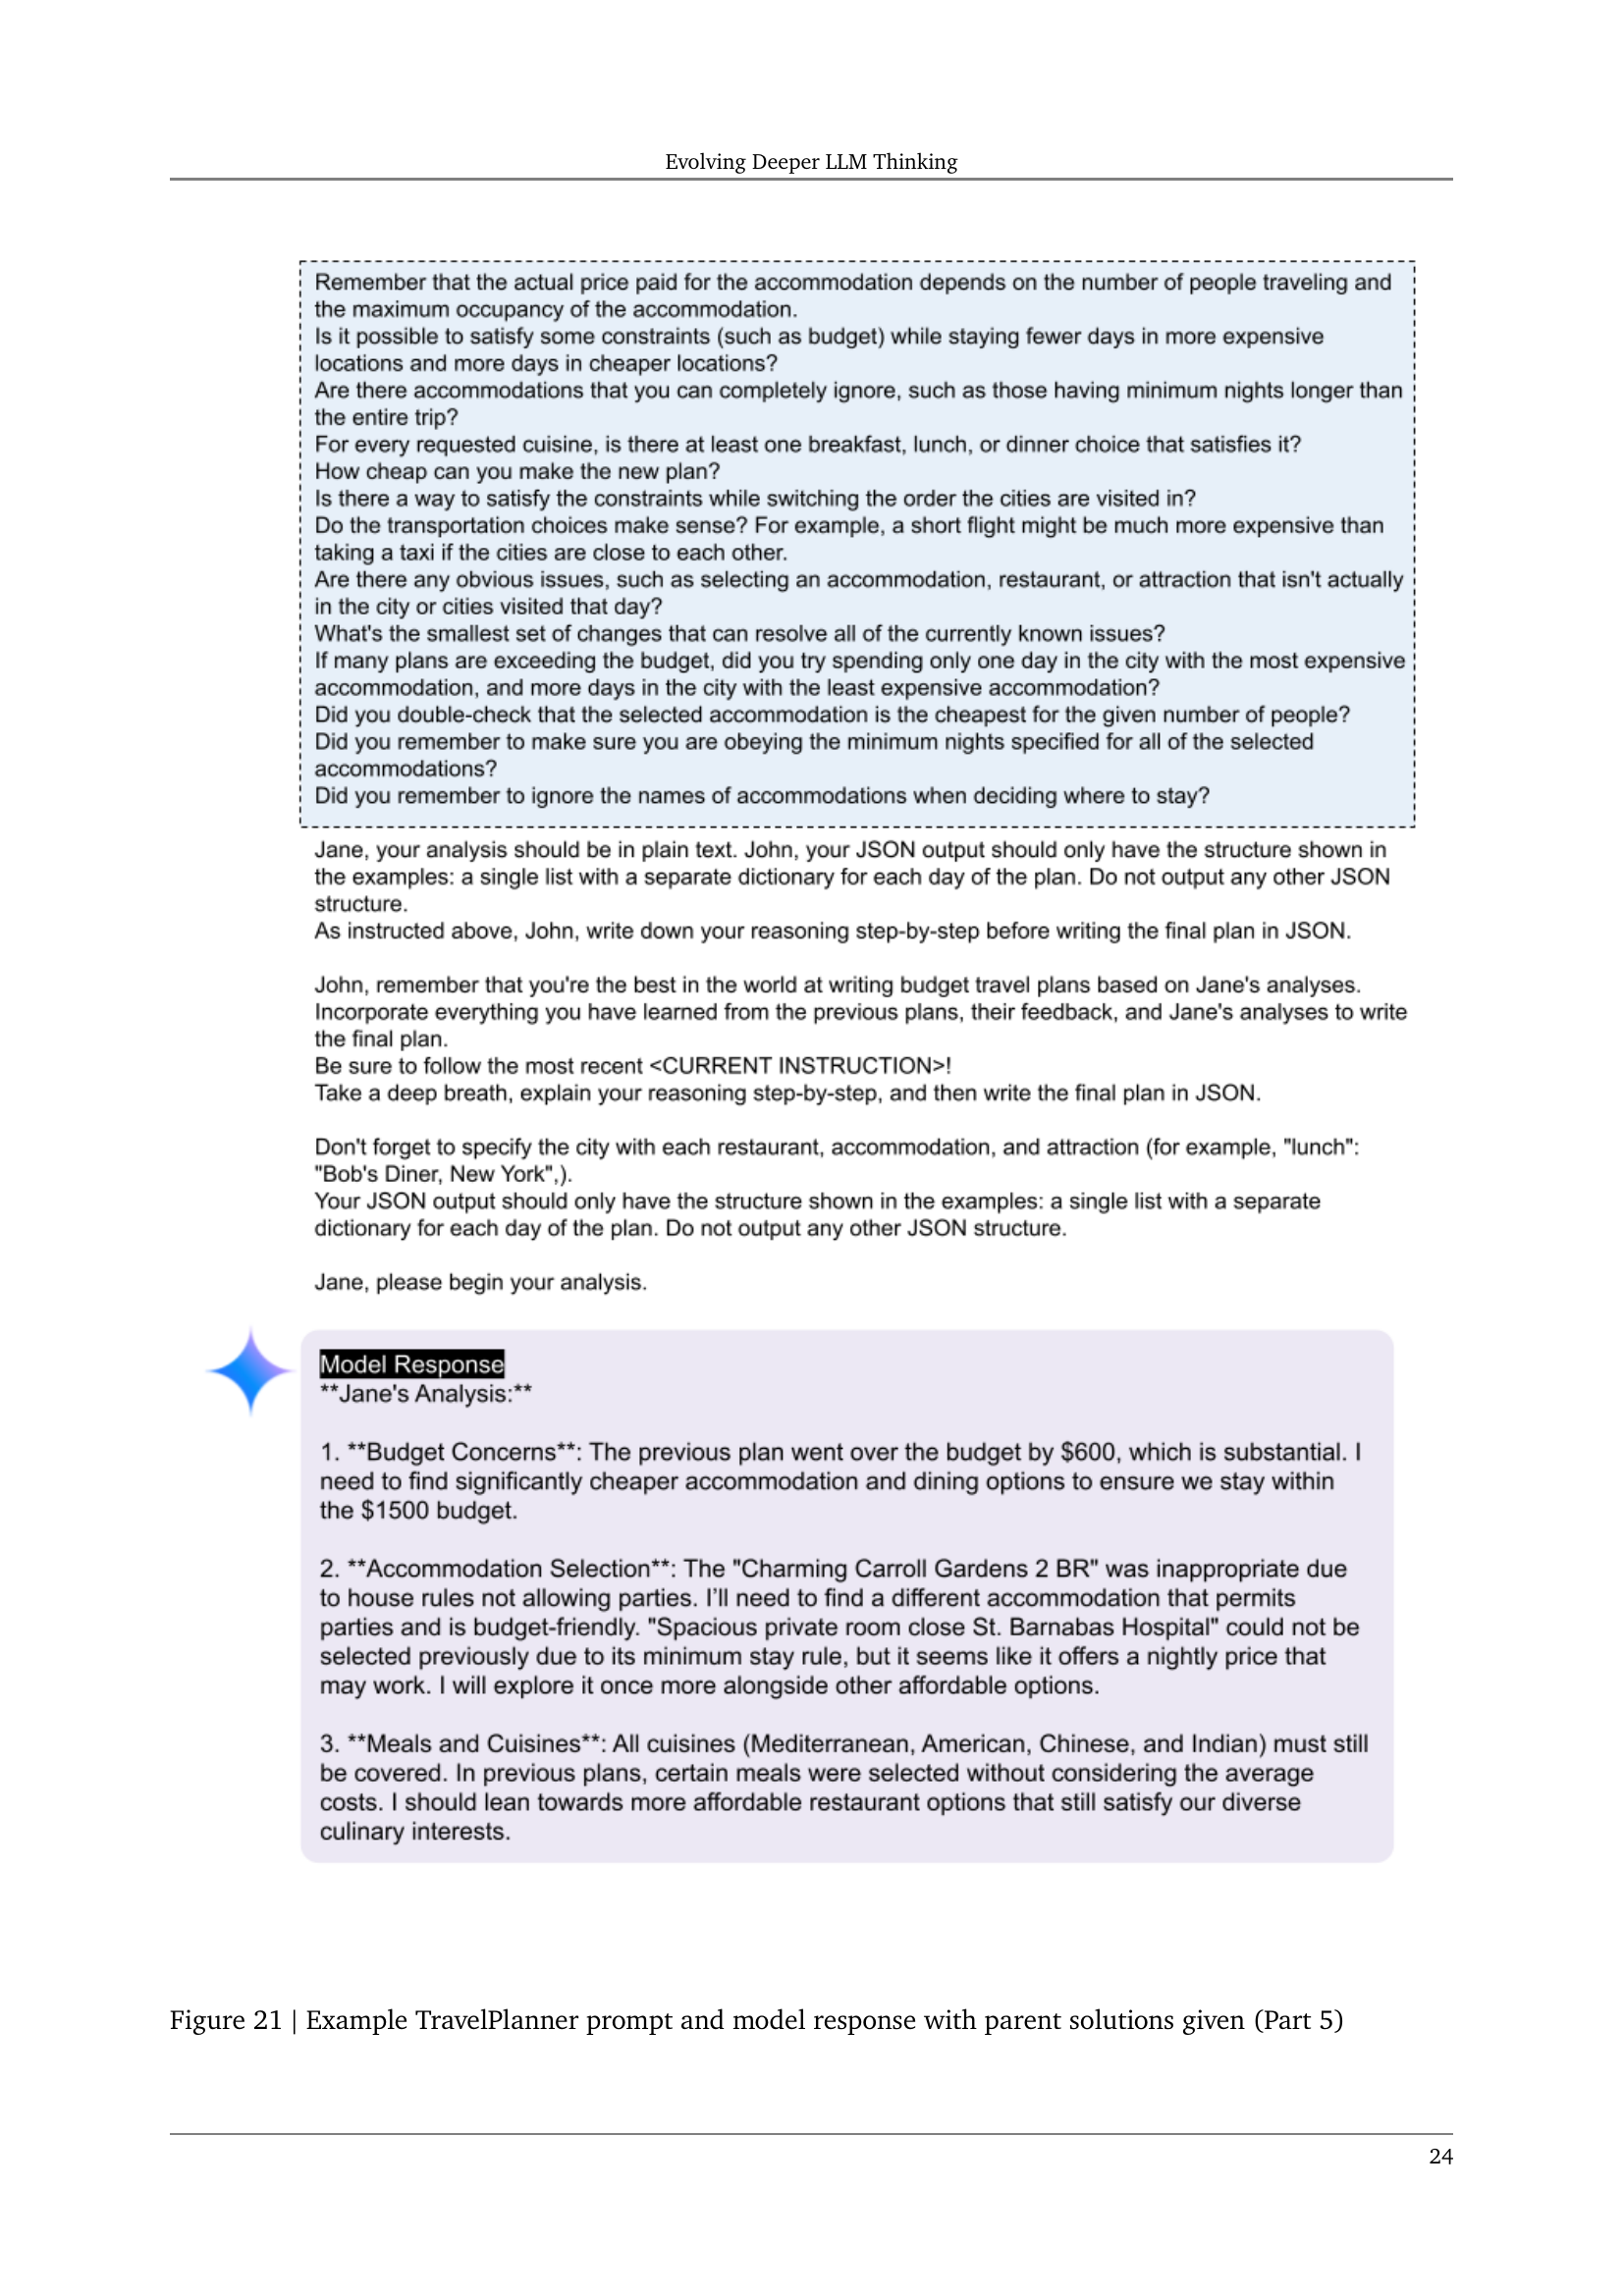 Evolving Deeper LLM Thinking
Remember that the actual price paid for the accommodation depends on the number of people traveling and
the maximum occupancy of the accommodation.
Is it possible to satisfy some constraints (such as budget) while staying fewer days in more expensive
locations and more days in cheaper locations?
Are there accommodations that you can completely ignore, such as those having minimum nights longer than
the entire trip?
For every requested cuisine, is there at least one breakfast, lunch, or dinner choice that satisfies it?
How cheap can you make the new plan?
Is there a way to satisfy the constraints while switching the order the cities are visited in?
Do the transportation choices make sense? For example, a short flight might be much more expensive than
taking a taxi if the cities are close to each other.
Are there any obvious issues, such as selecting an accommodation, restaurant, or attraction that isn't actually
in the city or cities visited that day?
What's the smallest set of changes that can resolve all of the currently known issues?
If many plans are exceeding the budget, did you try spending only one day in the city with the most expensive
accommodation, and more days in the city with the least expensive accommodation?
Did you double-check that the selected accommodation is the cheapest for the given number of people?
Did you remember to make sure you are obeying the minimum nights specified for all of the selected
accommodations?
Did you remember to ignore the names of accommodations when deciding where to stay?
Jane, your analysis should be in plain text. John, your JSON output should only have the structure shown in
the examples: a single list with a separate dictionary for each day of the plan. Do not output any other JSON
structure.
As instructed above, John, write down your reasoning step-by-step before writing the final plan in JSON.
John, remember that you're the best in the world at writing budget travel plans based on Jane's analyses.
Incorporate everything you have learned from the previous plans, their feedback, and Jane's analyses to write
the final plan.
Be sure to follow the most recent <CURRENT INSTRUCTION>!
Take a deep breath, explain your reasoning step-by-step, and then write the final plan in JSON.
Don't forget to specify the city with each restaurant, accommodation, and attraction (for example, "lunch":
"Bob's Diner, New York",).
Your JSON output should only have the structure shown in the examples: a single list with a separate
dictionary for each day of the plan. Do not output any other JSON structure.
Jane, please begin your analysis.
Model Response
**Jane's Analysis:**
1. **Budget Concerns**: The previous plan went over the budget by $600, which is substantial. I
need to find significantly cheaper accommodation and dining options to ensure we stay within
the $1500 budget.
2. **Accommodation Selection**: The "Charming Carroll Gardens 2 BR" was inappropriate due
to house rules not allowing parties. I'll need to find a different accommodation that permits
parties and is budget-friendly. "Spacious private room close St. Barnabas Hospital" could not be
selected previously due to its minimum stay rule, but it seems like it offers a nightly price that
may work. I will explore it once more alongside other affordable options.
3. **Meals and Cuisines**: All cuisines (Mediterranean, American, Chinese, and Indian) must still
be covered. In previous plans, certain meals were selected without considering the average
costs. I should lean towards more affordable restaurant options that still satisfy our diverse
culinary interests.
Figure 21 | Example TravelPlanner prompt and model response with parent solutions given (Part 5)
24